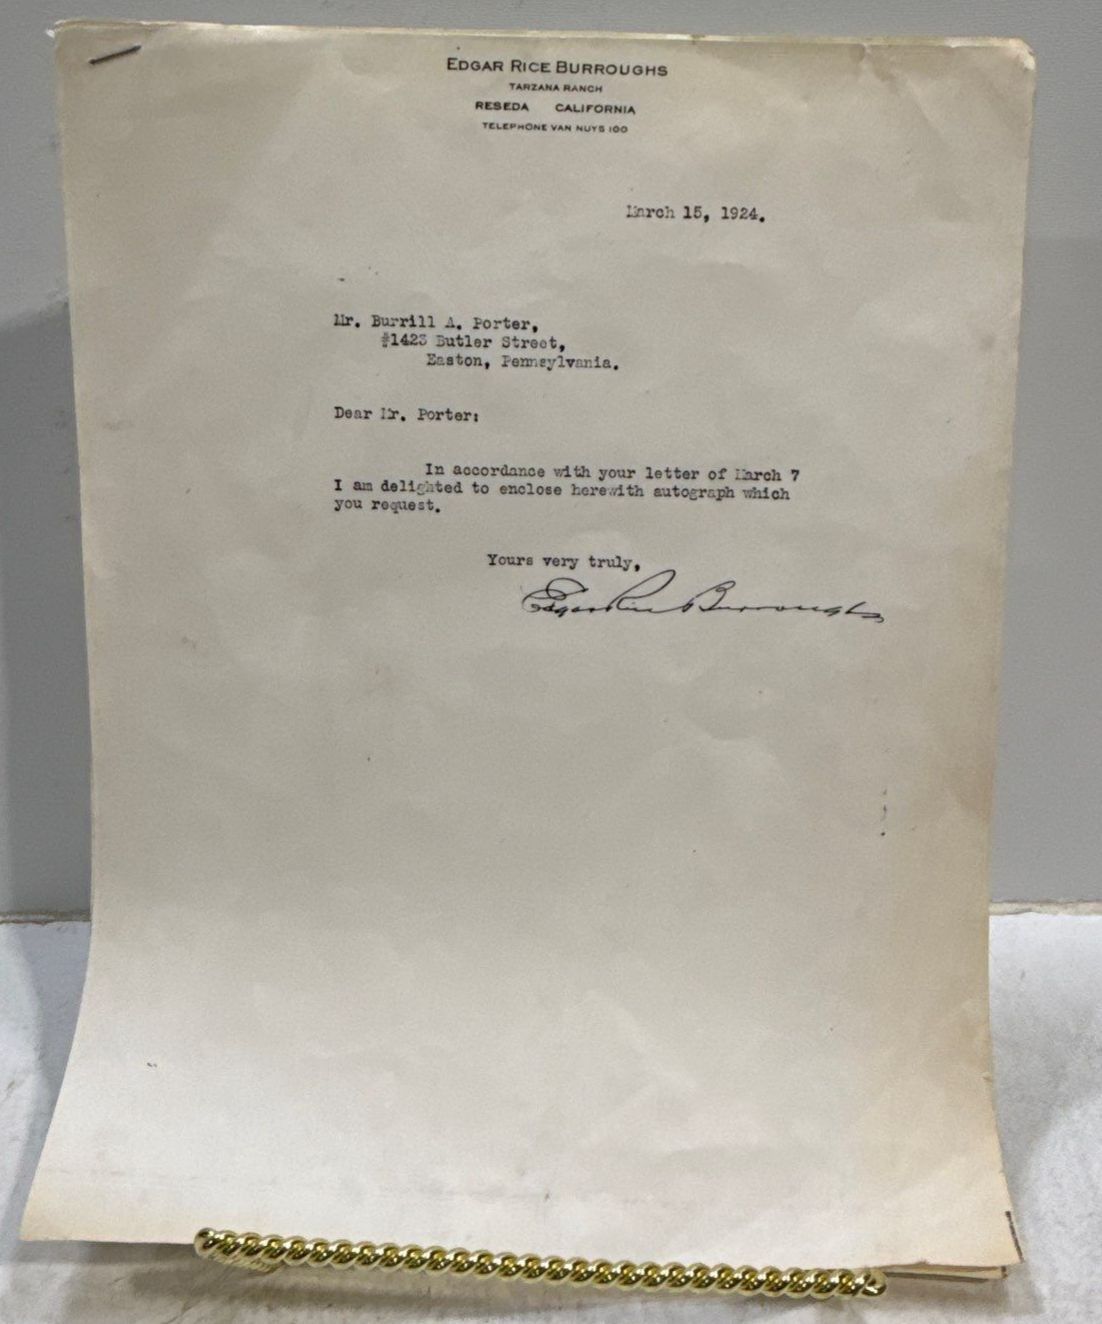 EDGAR RICE BURROUGHS
TARZANA RANCH
RESEDA CALIFORNIA
TELEPHONE VAN NUYS 100
March 15, 1924.
Mr. Burrill A. Porter,
#1423 Butler Street,
Easton, Pennsylvania.
Dear Mr. Porter:
In accordance with your letter of March 7
I am delighted to enclose herewith autograph which
you request.
Yours very truly,
Edgar Rice Burroughs